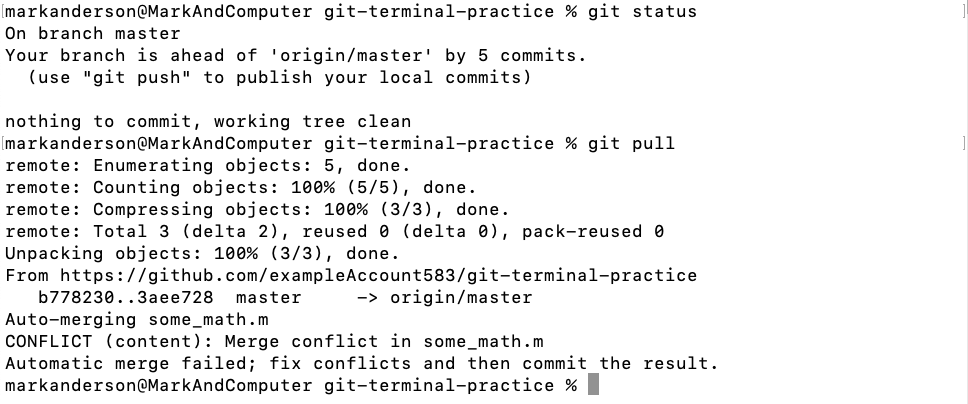 [markanderson@MarkAndComputer git-terminal-practice % git status ]
On branch master
Your branch is ahead of 'origin/master' by 5 commits.
  (use "git push" to publish your local commits)

nothing to commit, working tree clean
[markanderson@MarkAndComputer git-terminal-practice % git pull ]
remote: Enumerating objects: 5, done.
remote: Counting objects: 100% (5/5), done.
remote: Compressing objects: 100% (3/3), done.
remote: Total 3 (delta 2), reused 0 (delta 0), pack-reused 0
Unpacking objects: 100% (3/3), done.
From https://github.com/exampleAccount583/git-terminal-practice
   b778230..3aee728  master     -> origin/master
Auto-merging some_math.m
CONFLICT (content): Merge conflict in some_math.m
Automatic merge failed; fix conflicts and then commit the result.
markanderson@MarkAndComputer git-terminal-practice %